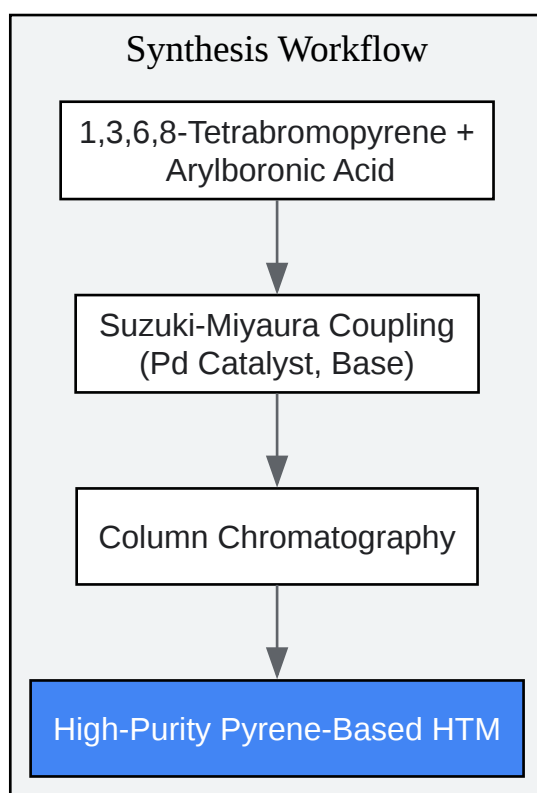 Synthesis Workflow
1,3,6,8-Tetrabromopyrene +
Arylboronic Acid
Suzuki-Miyaura Coupling
(Pd Catalyst, Base)
Column Chromatography
High-Purity Pyrene-Based HTM